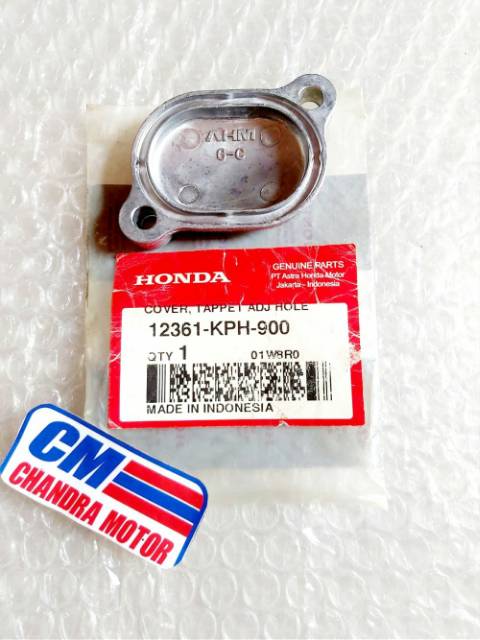 AHM
6-C
HONDA
GENUINE PARTS
PT Astra Honda Motor
Jakarta - Indonesia
COVER, TAPPET ADJ HOLE
12361-KPH-900
QTY 1
01W8R0
MADE IN INDONESIA
CM
CHANDRA MOTOR